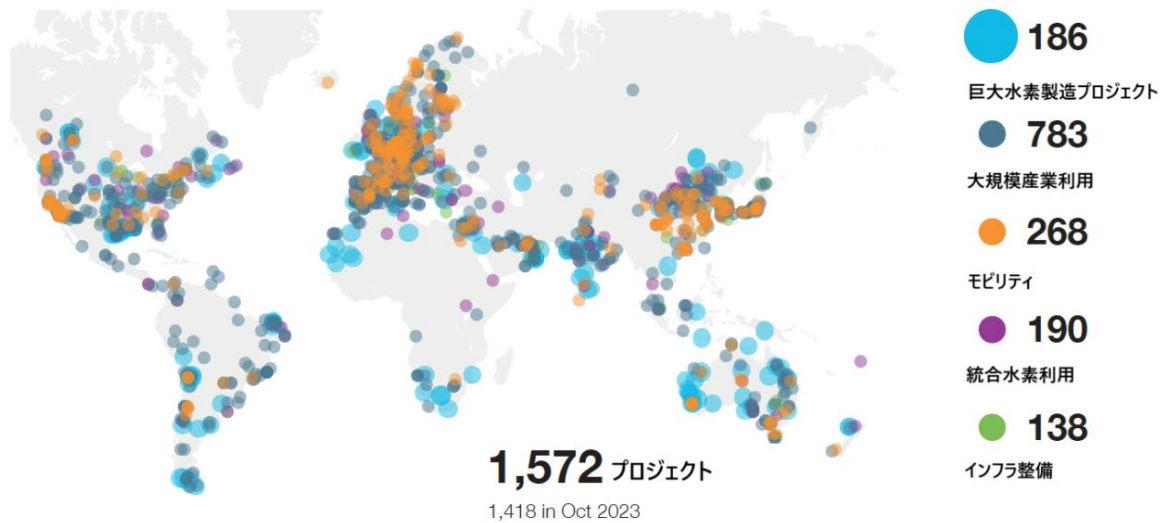 186
巨大水素製造プロジェクト
783
大規模産業利用
268
モビリティ
190
統合水素利用
138
インフラ整備
1,572 プロジェクト
1,418 in Oct 2023